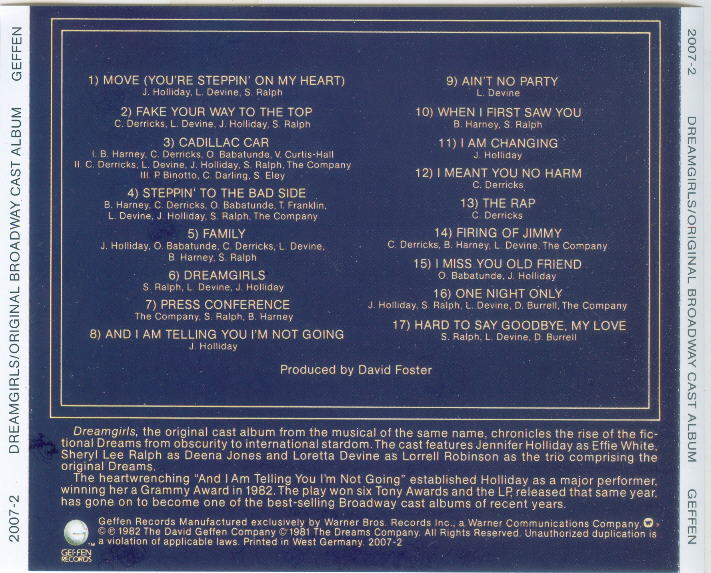 GEFFEN
DREAMGIRLS/ORIGINAL BROADWAY CAST ALBUM
2007-2
1) MOVE (YOU'RE STEPPIN' ON MY HEART)
J. Holliday, L. Devine, S. Ralph
2) FAKE YOUR WAY TO THE TOP
C. Derricks, L. Devine, J. Holliday, S. Ralph
3) CADILLAC CAR
I. B. Harney, C. Derricks, O. Babatunde, V. Curtis-Hall
II. C. Derricks, L. Devine, J. Holliday, S. Ralph, The Company
III. P. Binotto, C. Darling, S. Eley
4) STEPPIN' TO THE BAD SIDE
B. Harney, C. Derricks, O. Babatunde, T. Franklin,
L. Devine, J. Holliday, S. Ralph, The Company
5) FAMILY
J. Holliday, O. Babatunde, C. Derricks, L. Devine,
B. Harney, S. Ralph
6) DREAMGIRLS
S. Ralph, L. Devine, J. Holliday
7) PRESS CONFERENCE
The Company, S. Ralph, B. Harney
8) AND I AM TELLING YOU I'M NOT GOING
J. Holliday
9) AIN'T NO PARTY
L. Devine
10) WHEN I FIRST SAW YOU
B. Harney, S. Ralph
11) I AM CHANGING
J. Holliday
12) I MEANT YOU NO HARM
C. Derricks
13) THE RAP
C. Derricks
14) FIRING OF JIMMY
C. Derricks, B. Harney, L. Devine, The Company
15) I MISS YOU OLD FRIEND
O. Babatunde, J. Holliday
16) ONE NIGHT ONLY
J. Holliday, S. Ralph, L. Devine, D. Burrell, The Company
17) HARD TO SAY GOODBYE, MY LOVE
S. Ralph, L. Devine, D. Burrell
Produced by David Foster
Dreamgirls, the original cast album from the musical of the same name, chronicles the rise of the fic-
tional Dreams from obscurity to international stardom. The cast features Jennifer Holliday as Effie White,
Sheryl Lee Ralph as Deena Jones and Loretta Devine as Lorrell Robinson as the trio comprising the
original Dreams.
The heartwrenching "And I Am Telling You I'm Not Going" established Holliday as a major performer,
winning her a Grammy Award in 1982. The play won six Tony Awards and the LP, released that same year,
has gone on to become one of the best-selling Broadway cast albums of recent years.
GEFFEN
RECORDS
™
Geffen Records Manufactured exclusively by Warner Bros. Records Inc., a Warner Communications Company.
© ℗ 1982 The David Geffen Company © 1981 The Dreams Company. All Rights Reserved. Unauthorized duplication is
a violation of applicable laws. Printed in West Germany. 2007-2
2007-2
DREAMGIRLS/ORIGINAL BROADWAY CAST ALBUM
GEFFEN